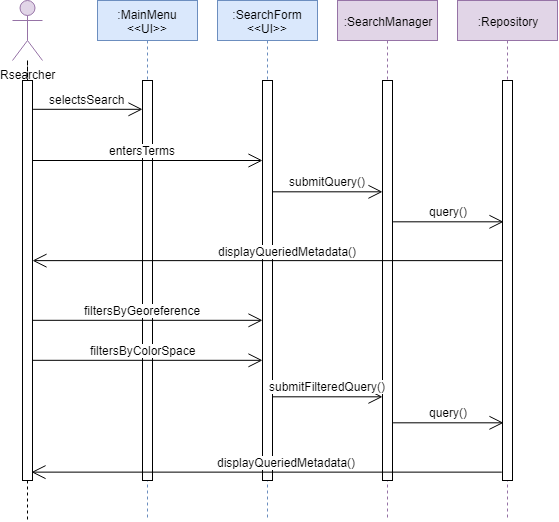 :MainMenu
<<UI>>
:SearchForm
<<UI>>
:SearchManager
:Repository
Rsearcher
selectsSearch
entersTerms
submitQuery()
query()
displayQueriedMetadata()
filtersByGeoreference
filtersByColorSpace
submitFilteredQuery()
query()
displayQueriedMetadata()